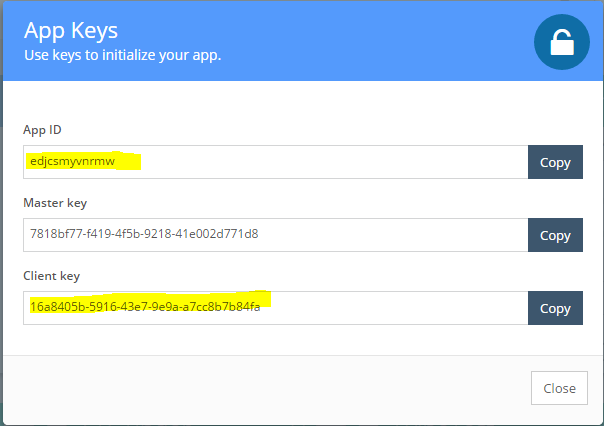 App Keys
Use keys to initialize your app.
App ID
edjcsmyvnrmw
Copy
Master key
7818bf77-f419-4f5b-9218-41e002d771d8
Copy
Client key
16a8405b-5916-43e7-9e9a-a7cc8b7b84fa
Copy
Close